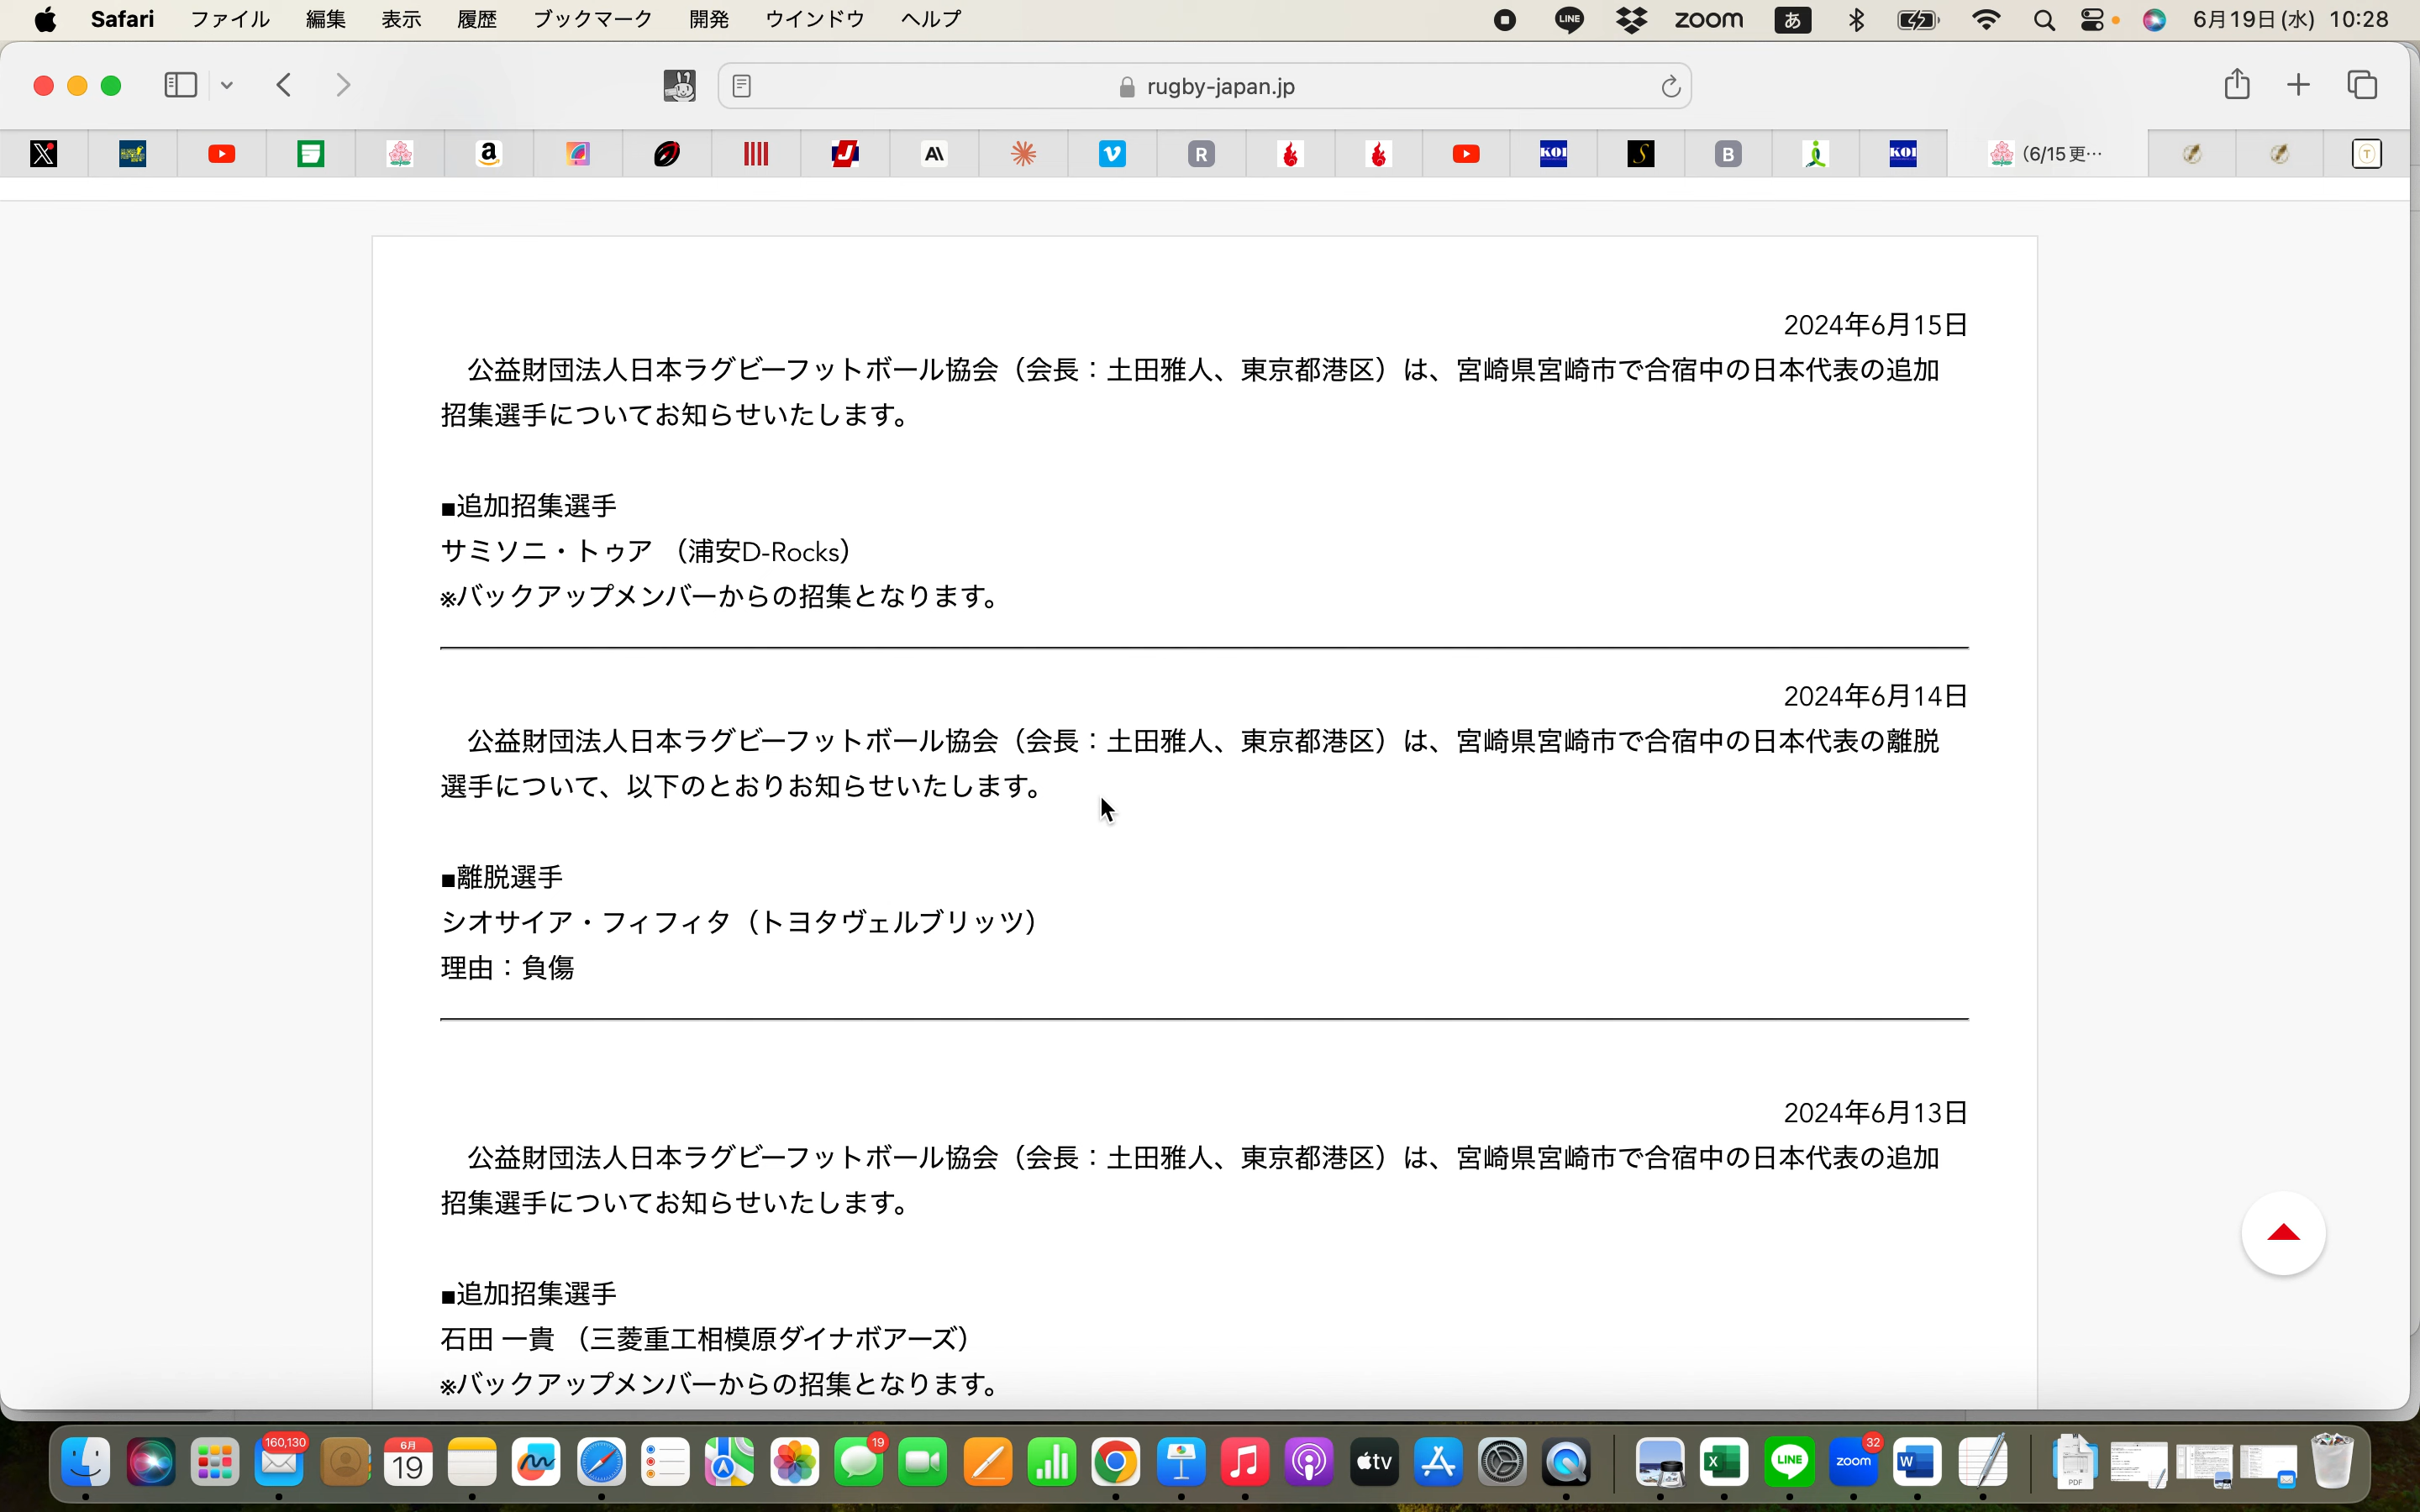 Safari ファイル 編集 表示 履歴 ブックマーク 開発 ウインドウ ヘルプ LINE zoom あ 6月19日(水) 10:28
rugby-japan.jp
X a J A\ V R KOI S B KOI (6/15 更… T
2024年6月15日
公益財団法人日本ラグビーフットボール協会（会長：土田雅人、東京都港区）は、宮崎県宮崎市で合宿中の日本代表の追加
招集選手についてお知らせいたします。
■追加招集選手
サミソニ・トゥア （浦安D-Rocks）
※バックアップメンバーからの招集となります。
2024年6月14日
公益財団法人日本ラグビーフットボール協会（会長：土田雅人、東京都港区）は、宮崎県宮崎市で合宿中の日本代表の離脱
選手について、以下のとおりお知らせいたします。
■離脱選手
シオサイア・フィフィタ（トヨタヴェルブリッツ）
理由：負傷
2024年6月13日
公益財団法人日本ラグビーフットボール協会（会長：土田雅人、東京都港区）は、宮崎県宮崎市で合宿中の日本代表の追加
招集選手についてお知らせいたします。
■追加招集選手
石田 一貴 （三菱重工相模原ダイナボアーズ）
※バックアップメンバーからの招集となります。
160,130 6月 19 19 tv X LINE zoom 32 W PDF